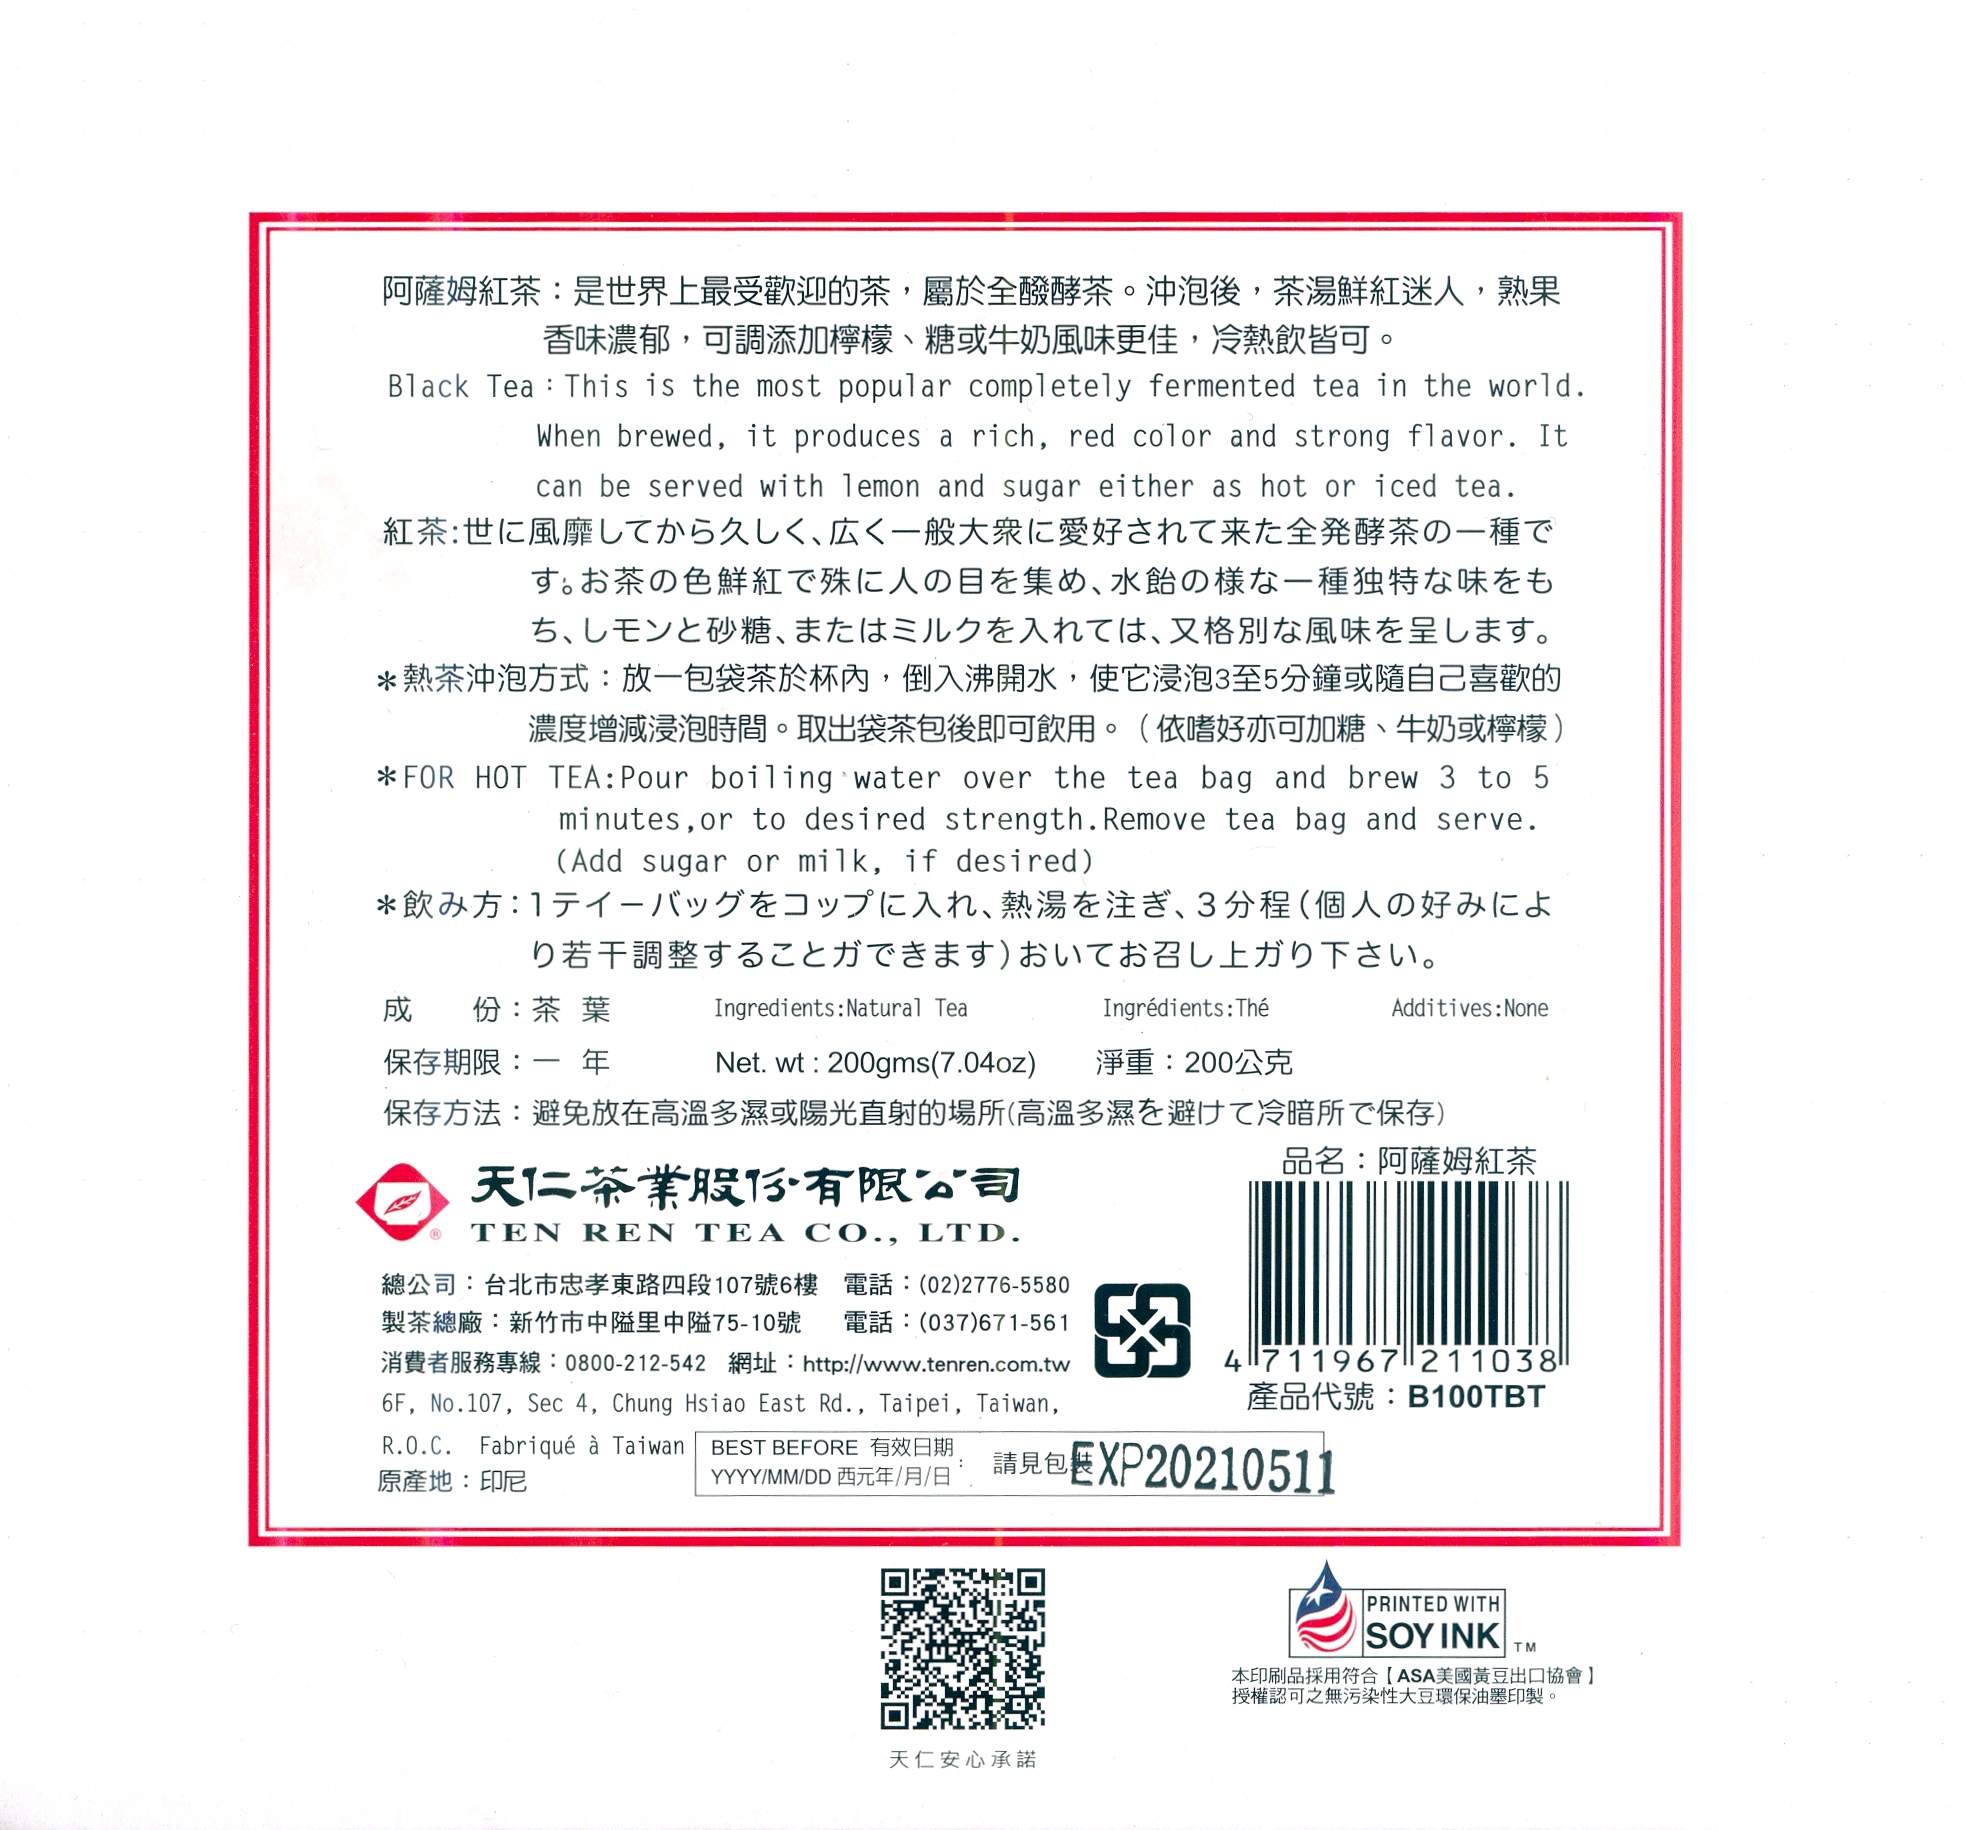 阿薩姆紅茶：是世界上最受歡迎的茶，屬於全醱酵茶。沖泡後，茶湯鮮紅迷人，熟果
香味濃郁，可調添加檸檬、糖或牛奶風味更佳，冷熱飲皆可。
Black Tea：This is the most popular completely fermented tea in the world.
When brewed, it produces a rich, red color and strong flavor. It
can be served with lemon and sugar either as hot or iced tea.
紅茶:世に風靡してから久しく、広く一般大衆に愛好されて来た全発酵茶の一種で
す。お茶の色鮮紅で殊に人の目を集め、水飴の様な一種独特な味をも
ち、しモンと砂糖、またはミルクを入れては、又格別な風味を呈します。
＊熱茶沖泡方式：放一包袋茶於杯內，倒入沸開水，使它浸泡3至5分鐘或隨自己喜歡的
濃度增減浸泡時間。取出袋茶包後即可飲用。（依嗜好亦可加糖、牛奶或檸檬）
＊FOR HOT TEA:Pour boiling water over the tea bag and brew 3 to 5
minutes,or to desired strength.Remove tea bag and serve.
(Add sugar or milk, if desired)
＊飲み方：1テイーバッグをコップに入れ、熱湯を注ぎ、３分程(個人の好みによ
り若干調整することガできます)おいてお召し上ガり下さい。
成　份：茶 葉 Ingredients:Natural Tea Ingrédients:Thé Additives:None
保存期限：一 年 Net. wt : 200gms(7.04oz) 淨重：200公克
保存方法：避免放在高溫多濕或陽光直射的場所(高溫多濕を避けて冷暗所で保存)
品名：阿薩姆紅茶
天仁茶業股份有限公司
TEN REN TEA CO., LTD.
®
總公司：台北市忠孝東路四段107號6樓 電話：(02)2776-5580
製茶總廠：新竹市中隘里中隘75-10號 電話：(037)671-561
消費者服務專線：0800-212-542 網址：http://www.tenren.com.tw
4 711967 211038
產品代號：B100TBT
6F, No.107, Sec 4, Chung Hsiao East Rd., Taipei, Taiwan,
R.O.C. Fabriqué à Taiwan
原產地：印尼
BEST BEFORE 有效日期
YYYY/MM/DD 西元年/月/日
： 請見包裝
EXP20210511
PRINTED WITH
SOY INK TM
本印刷品採用符合【ASA美國黃豆出口協會】
授權認可之無污染性大豆環保油墨印製。
天仁安心承諾